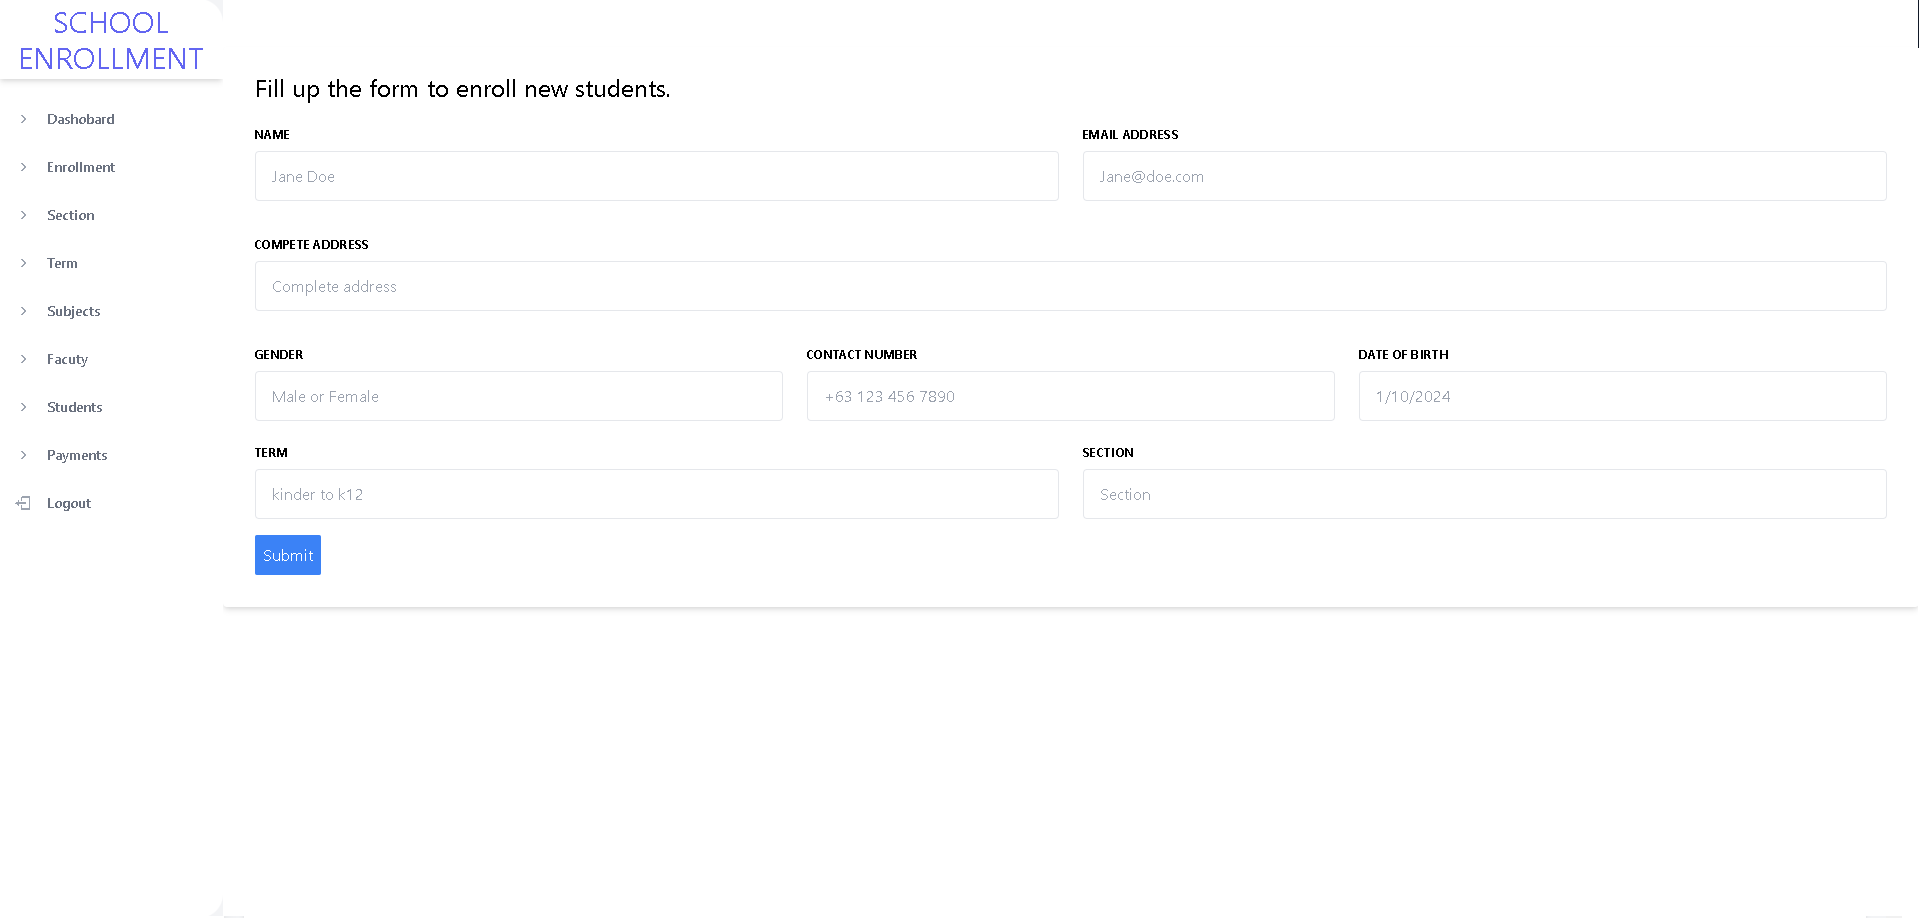 SCHOOL
ENROLLMENT
Dashobard
Enrollment
Section
Term
Subjects
Facuty
Students
Payments
Logout
Fill up the form to enroll new students.
NAME
EMAIL ADDRESS
Jane Doe
Jane@doe.com
COMPETE ADDRESS
Complete address
GENDER
CONTACT NUMBER
DATE OF BIRTH
Male or Female
+63 123 456 7890
1/10/2024
TERM
SECTION
kinder to k12
Section
Submit